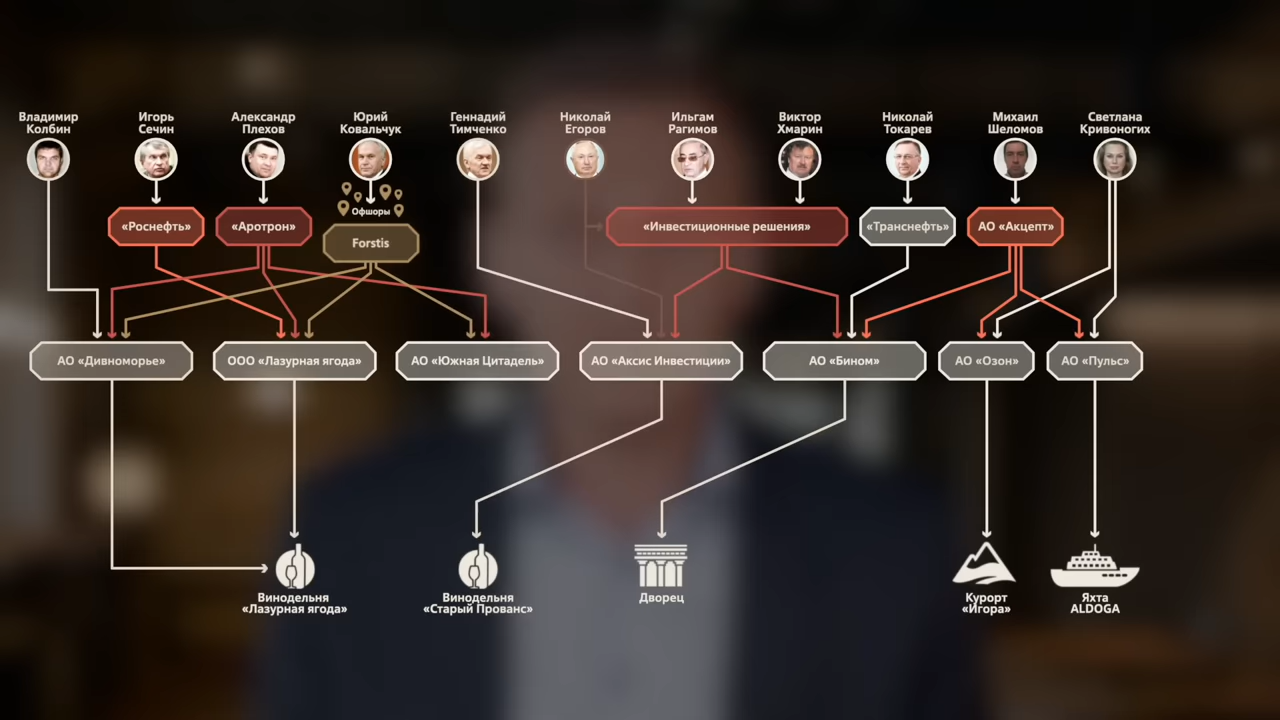 Владимир
Колбин
Игорь
Сечин
Александр
Плехов
Юрий
Ковальчук
Геннадий
Тимченко
Николай
Егоров
Ильгам
Рагимов
Виктор
Хмарин
Николай
Токарев
Михаил
Шеломов
Светлана
Кривоногих
Офшоры
«Роснефть»
«Аротрон»
Forstis
«Инвестиционные решения»
«Транснефть»
АО «Акцепт»
АО «Дивноморье»
ООО «Лазурная ягода»
АО «Южная Цитадель»
АО «Аксис Инвестиции»
АО «Бином»
АО «Озон»
АО «Пульс»
Винодельня
«Лазурная ягода»
Винодельня
«Старый Прованс»
Дворец
Курорт
«Игора»
Яхта
ALDOGA